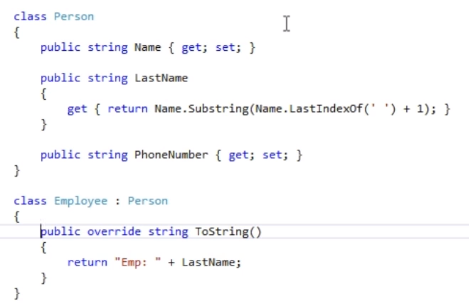 class Person
{
public string Name { get; set; }
public string LastName
{
get { return Name.Substring(Name.LastIndexOf(' ') + 1); }
}
public string PhoneNumber { get; set; }
}
class Employee : Person
{
public override string ToString()
{
return "Emp: " + LastName;
}
}